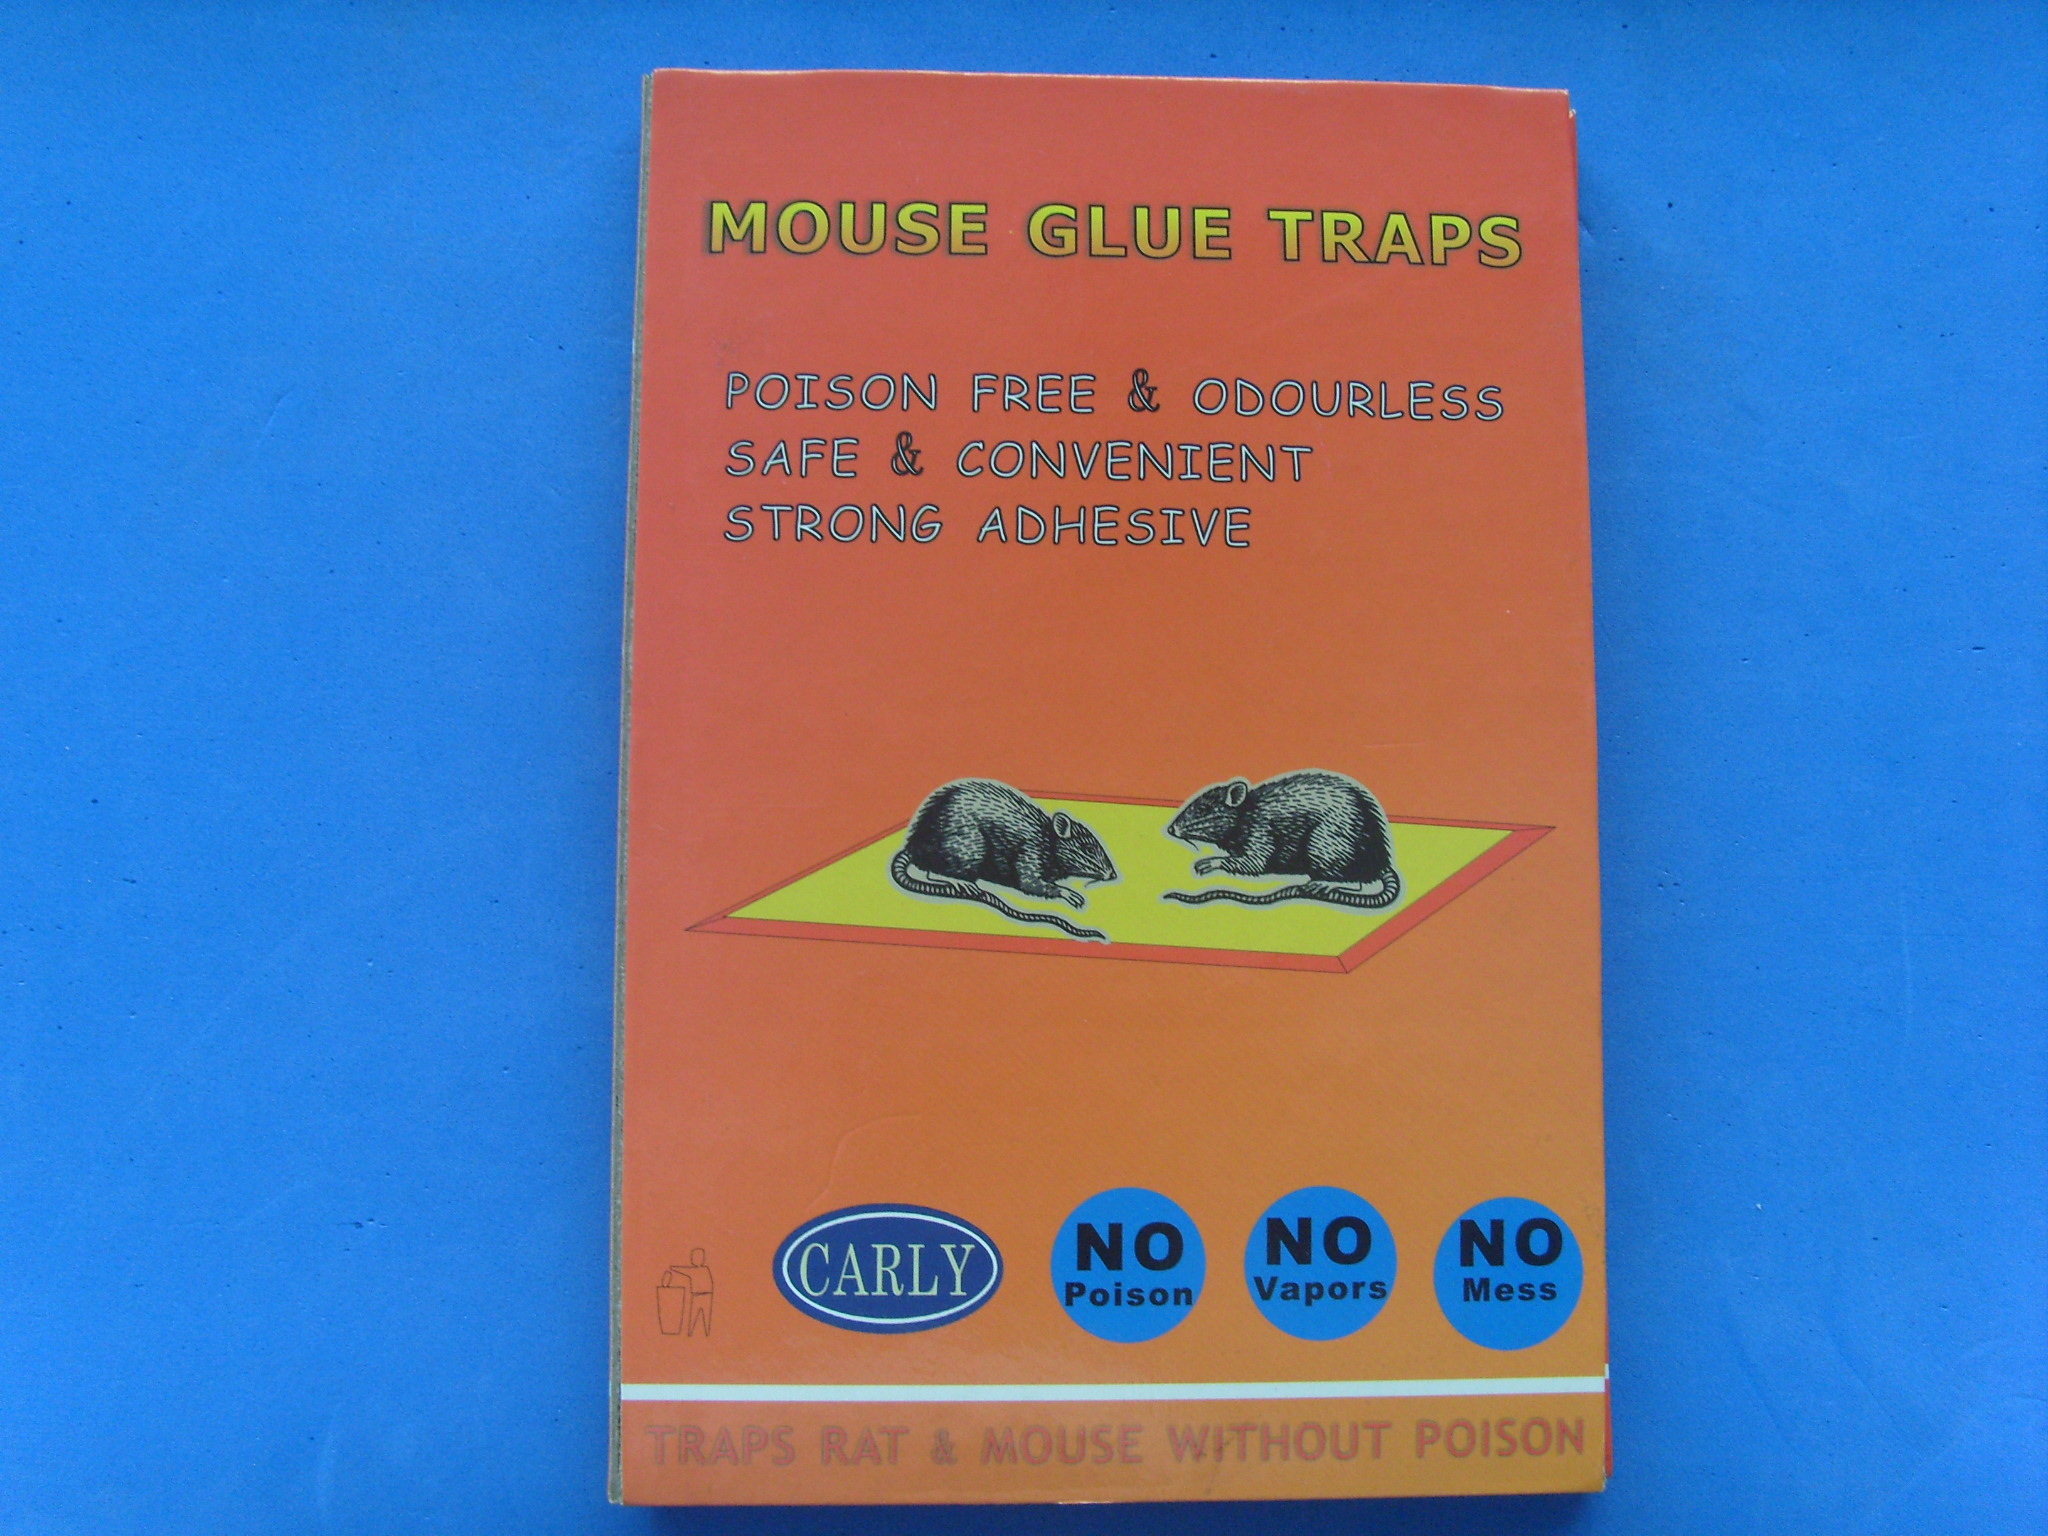 MOUSE GLUE TRAPS
POISON FREE & ODOURLESS
SAFE & CONVENIENT
STRONG ADHESIVE
CARLY
NO
Poison
NO
Vapors
NO
Mess
TRAPS RAT & MOUSE WITHOUT POISON